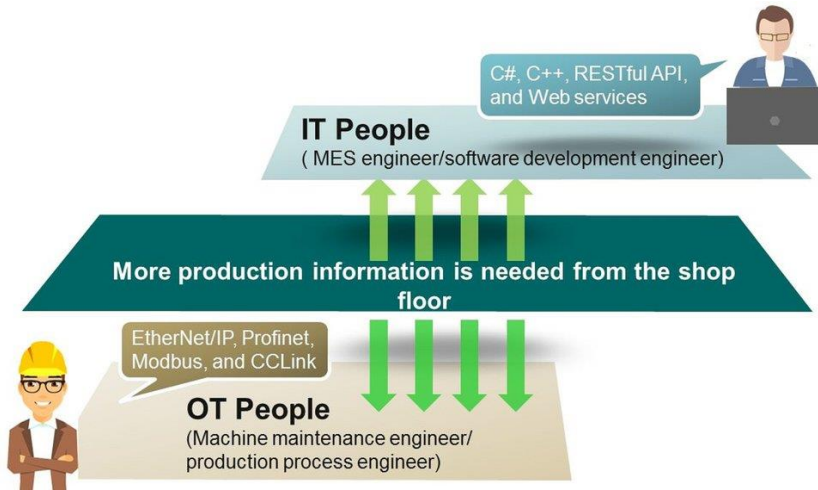 C#, C++, RESTful API,
and Web services
IT People
( MES engineer/software development engineer)
More production information is needed from the shop
floor
EtherNet/IP, Profinet,
Modbus, and CCLink
OT People
(Machine maintenance engineer/
production process engineer)